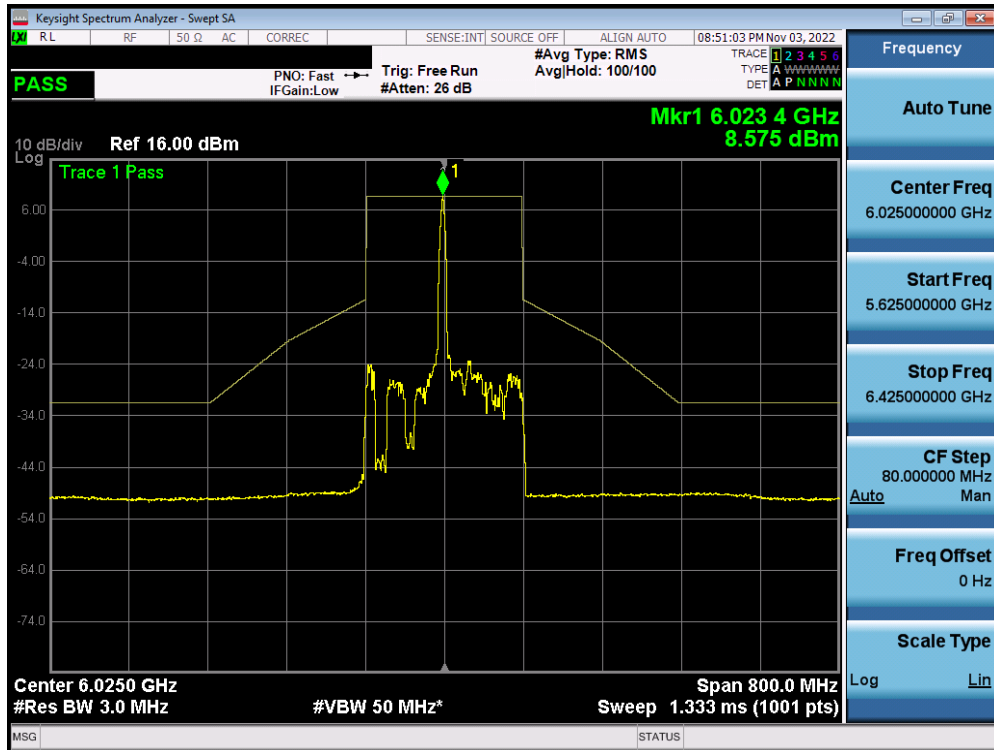 Keysight Spectrum Analyzer - Swept SA
LXI RL RF 50 Ω AC CORREC SENSE:INT SOURCE OFF ALIGN AUTO 08:51:03 PM Nov 03, 2022
PASS
PNO: Fast
IFGain:Low
Trig: Free Run
#Atten: 26 dB
#Avg Type: RMS
Avg|Hold: 100/100
TRACE 1 2 3 4 5 6
TYPE A WWWWW
DET A P N N N N
Mkr1 6.023 4 GHz
8.575 dBm
10 dB/div Ref 16.00 dBm
Log
Trace 1 Pass
1
6.00
-4.00
-14.0
-24.0
-34.0
-44.0
-54.0
-64.0
-74.0
Center 6.0250 GHz Span 800.0 MHz
#Res BW 3.0 MHz #VBW 50 MHz* Sweep 1.333 ms (1001 pts)
MSG STATUS
Frequency
Auto Tune
Center Freq
6.025000000 GHz
Start Freq
5.625000000 GHz
Stop Freq
6.425000000 GHz
CF Step
80.000000 MHz
Auto Man
Freq Offset
0 Hz
Scale Type
Log Lin